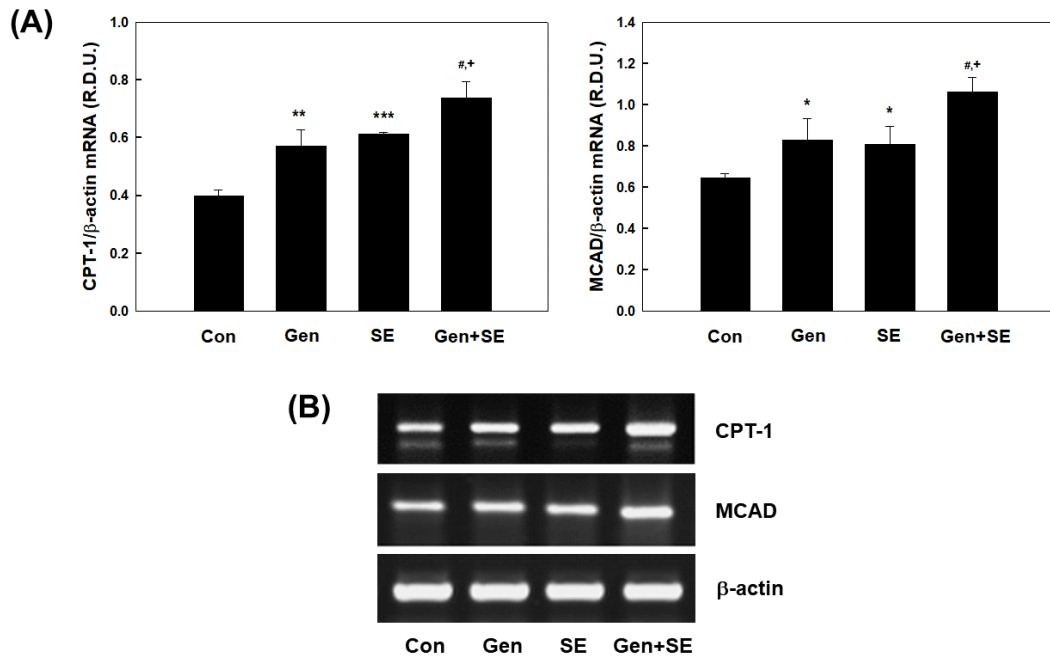 (A)
CPT-1/β-actin mRNA (R.D.U.)
1.0
0.8
0.6
0.4
0.2
0.0
**
***
#,+
Con Gen SE Gen+SE
MCAD/β-actin mRNA (R.D.U.)
1.4
1.2
1.0
0.8
0.6
0.4
0.2
0.0
*
*
#,+
Con Gen SE Gen+SE
(B)
CPT-1
MCAD
β-actin
Con Gen SE Gen+SE